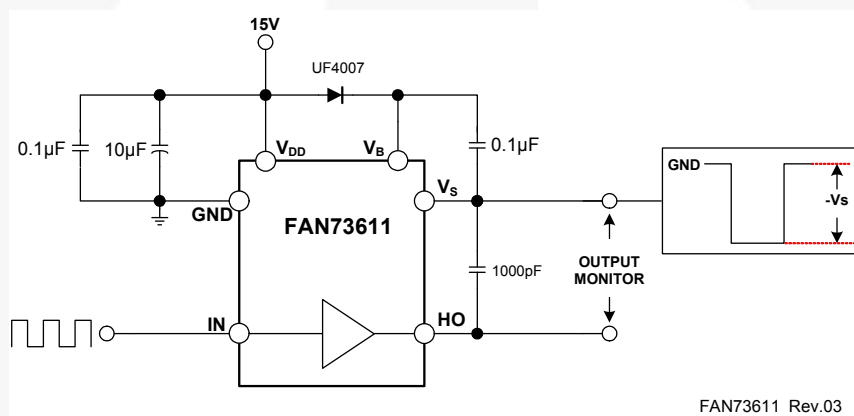 15V
UF4007
0.1µF
10µF
VDD
VB
0.1µF
GND
-Vs
GND
VS
FAN73611
1000pF
OUTPUT
MONITOR
IN
HO
FAN73611 Rev.03